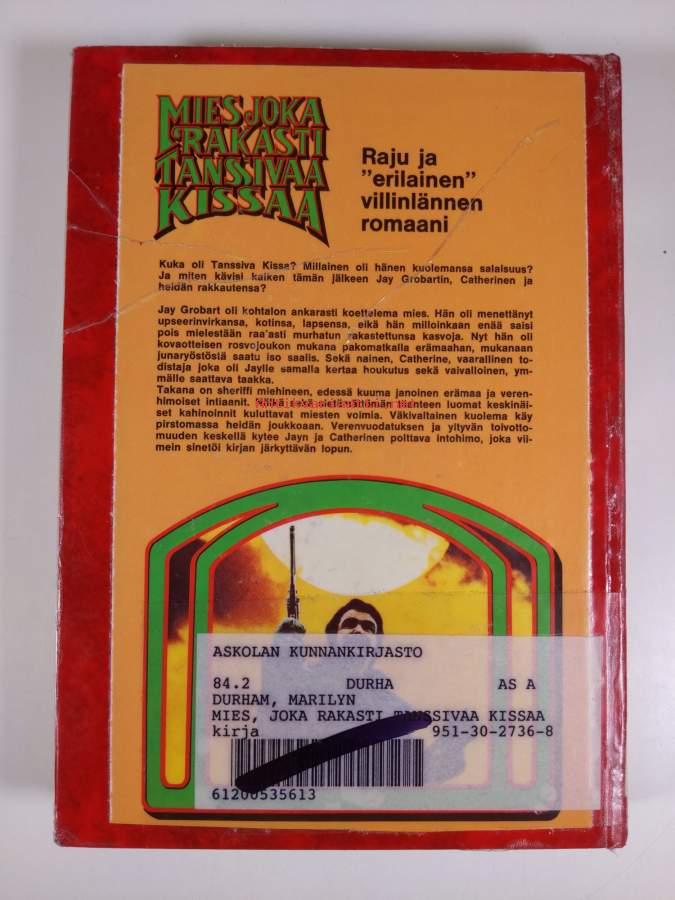 MIES JOKA
RAKASTI
TANSSIVAA
KISSAA
Raju ja
"erilainen"
villinlännen
romaani
Kuka oli Tanssiva Kissa? Millainen oli hänen kuolemansa salaisuus?
Ja miten kävisi kaiken tämän jälkeen Jay Grobartin, Catherinen ja
heidän rakkautensa?
Jay Grobart oli kohtalon ankarasti koettelema mies. Hän oli menettänyt
upseerinvirkansa, kotinsa, lapsensa, eikä hän milloinkaan enää saisi
pois mielestään raa'asti murhatun rakastettunsa kasvoja. Nyt hän oli
kovaotteisen rosvojoukon mukana pakomatkalla erämaahan, mukanaan
junaryöstöstä saatu iso saalis. Sekä nainen, Catherine, vaarallinen to-
distaja joka oli Jaylle samalla kertaa houkutus sekä vaivalloinen, ym-
mälle saattava taakka.
Takana on sheriffi miehineen, edessä kuuma janoinen erämaa ja veren-
himoiset intiaanit. sekä tilanteen luomat keskinäi-
set kahinoinnit kuluttavat miesten voimia. Väkivaltainen kuolema käy
pirstomassa heidän joukkoaan. Verenvuodatuksen ja yltyvän toivotto-
muuden keskellä kytee Jayn ja Catherinen polttava intohimo, joka vii-
mein sinetöi kirjan järkyttävän lopun.
ASKOLAN KUNNANKIRJASTO
84.2 DURHA AS A
DURHAM, MARILYN
MIES, JOKA RAKASTI TANSSIVAA KISSAA
kirja 951-30-2736-8
61200535613